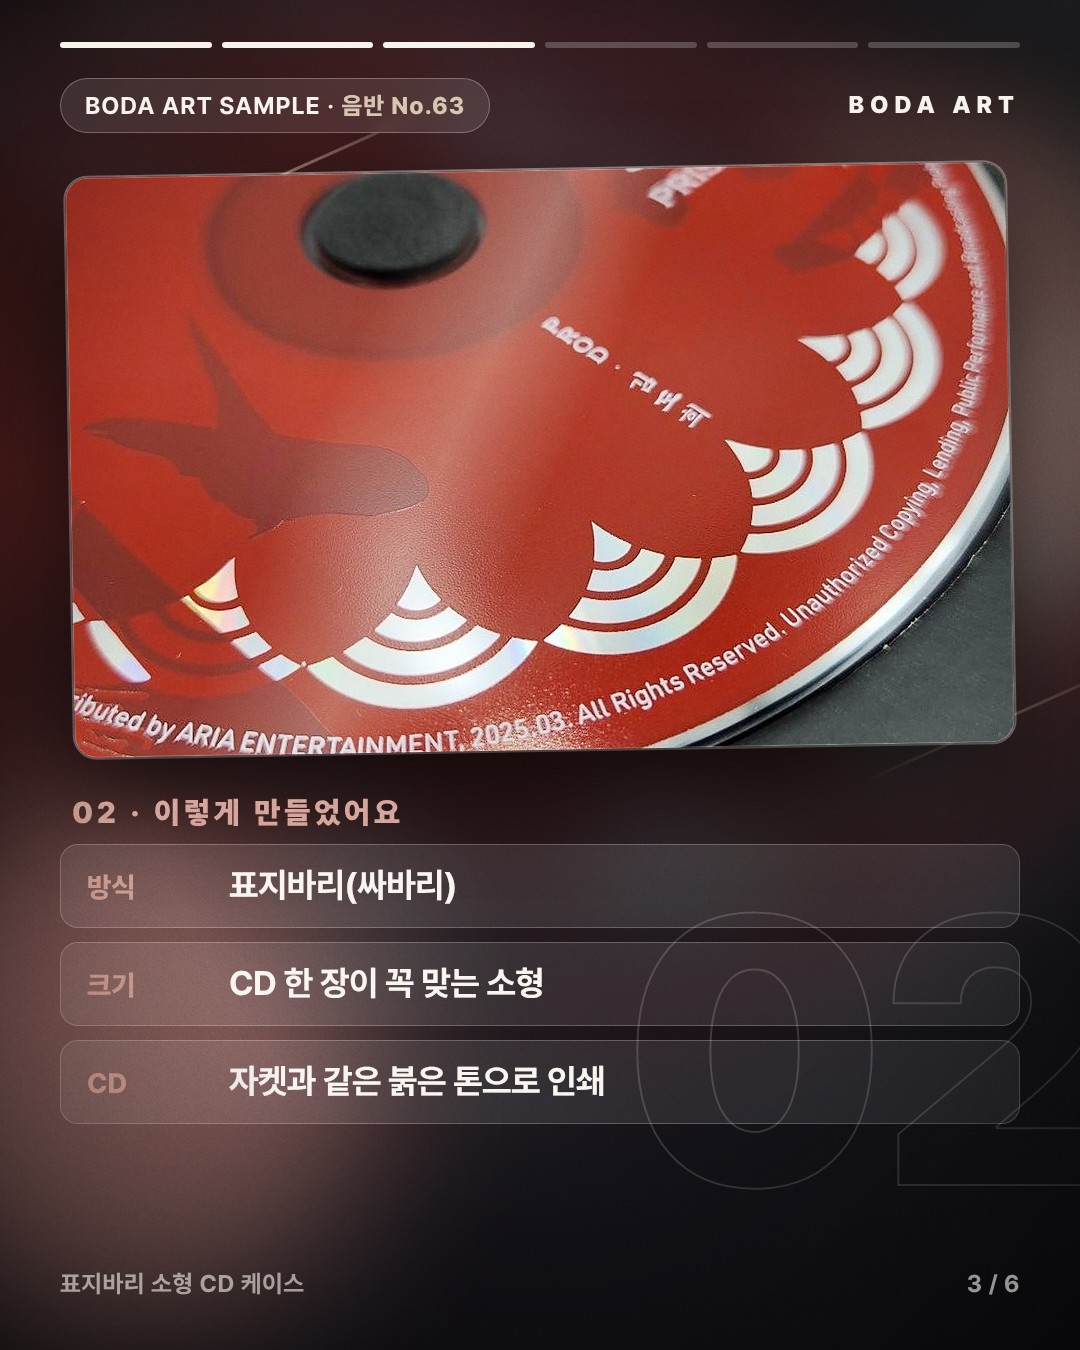 BODA ART SAMPLE · 음반 No.63
BODA ART
PROD · 김도희
ributed by ARIA ENTERTAINMENT, 2025.03. All Rights Reserved. Unauthorized Copying, Lending, Public Performance and Broadcasting
02 · 이렇게 만들었어요
방식 표지바리(싸바리)
크기 CD 한 장이 꼭 맞는 소형
CD 자켓과 같은 붉은 톤으로 인쇄
02
표지바리 소형 CD 케이스
3 / 6